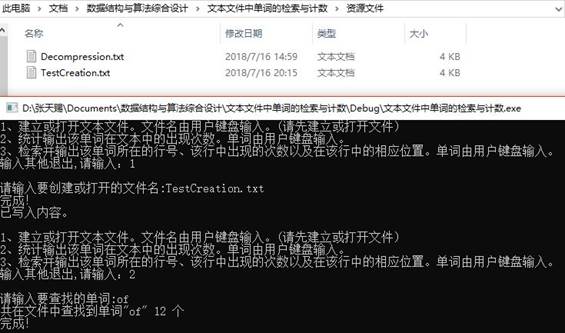 此电脑 > 文档 > 数据结构与算法综合设计 > 文本文件中单词的检索与计数 > 资源文件
名称 修改日期 类型 大小
Decompression.txt 2018/7/16 14:59 文本文档 4 KB
TestCreation.txt 2018/7/16 20:15 文本文档 4 KB
D:\张天赐\Documents\数据结构与算法综合设计\文本文件中单词的检索与计数\Debug\文本文件中单词的检索与计数.exe
1、建立或打开文本文件。文件名由用户键盘输入。(请先建立或打开文件)
2、统计输出该单词在文本中的出现次数。单词由用户键盘输入。
3、检索并输出该单词所在的行号、该行中出现的次数以及在该行中的相应位置。单词由用户键盘输入。
输入其他退出,请输入: 1
请输入要创建或打开的文件名:TestCreation.txt
完成!
已写入内容。
1、建立或打开文本文件。文件名由用户键盘输入。(请先建立或打开文件)
2、统计输出该单词在文本中的出现次数。单词由用户键盘输入。
3、检索并输出该单词所在的行号、该行中出现的次数以及在该行中的相应位置。单词由用户键盘输入。
输入其他退出,请输入: 2
请输入要查找的单词:of
共在文件中查找到单词"of" 12 个
完成!